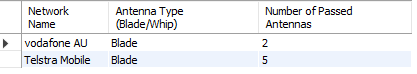 Network Name	Antenna Type (Blade/Whip)	Number of Passed Antennas
vodafone AU	Blade	2
Telstra Mobile	Blade	5